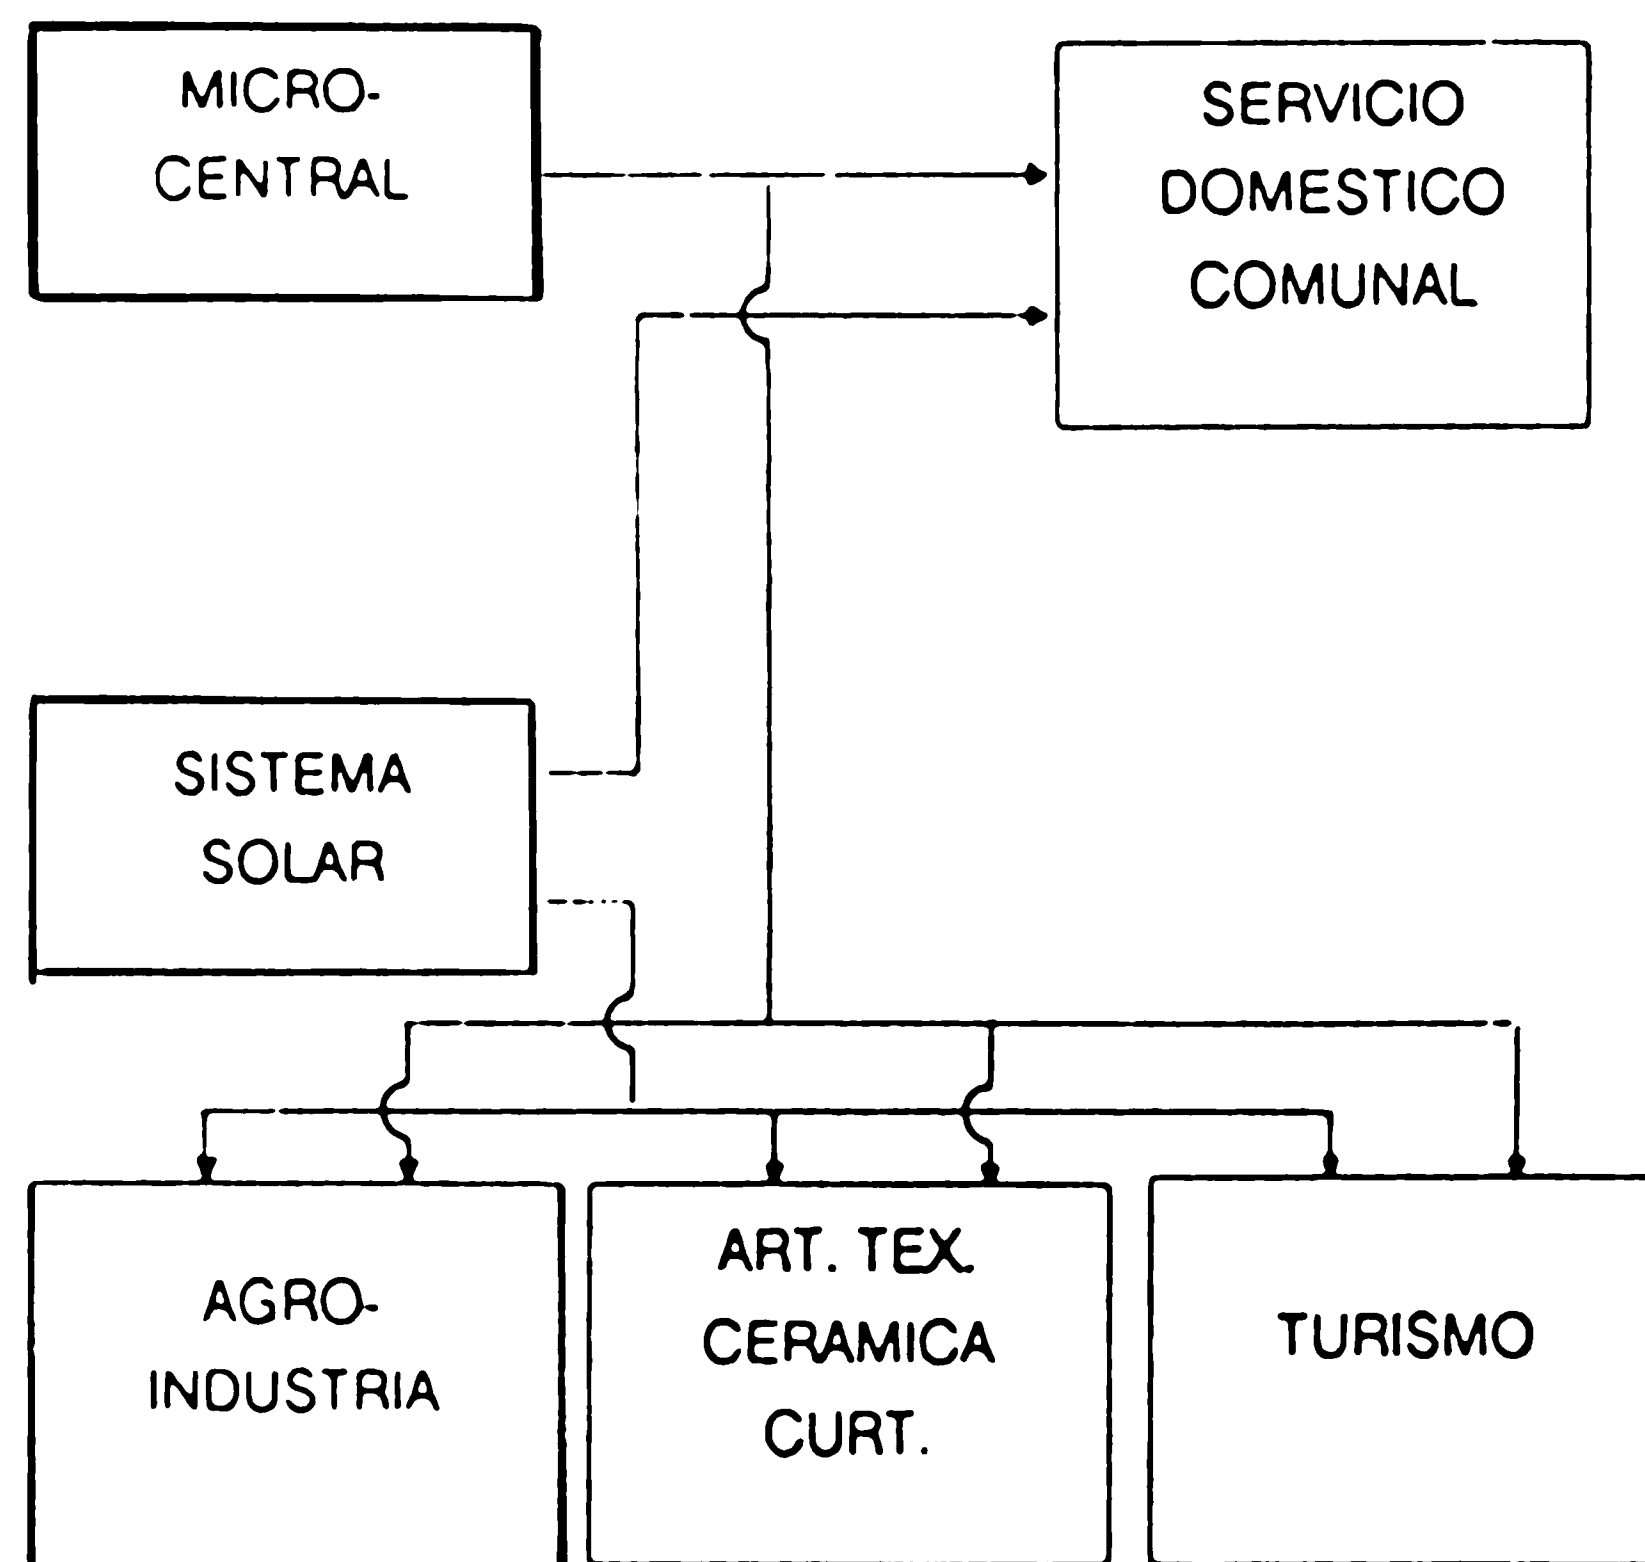 MICRO-
CENTRAL
SERVICIO
DOMESTICO
COMUNAL
SISTEMA
SOLAR
AGRO-
INDUSTRIA
ART. TEX.
CERAMICA
CURT.
TURISMO